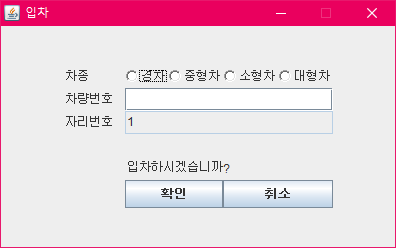 입차
차종 경차 중형차 소형차 대형차
차량번호
자리번호 1
입차하시겠습니까?
확인 취소